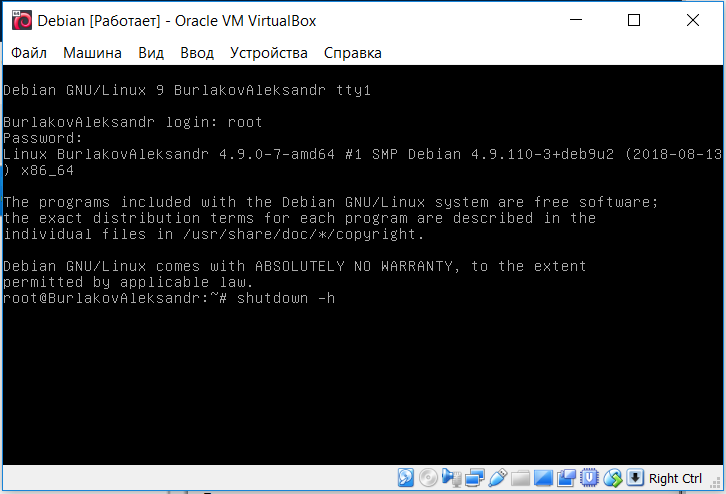 Debian [Работает] - Oracle VM VirtualBox
Файл Машина Вид Ввод Устройства Справка
Debian GNU/Linux 9 BurlakovAleksandr tty1
BurlakovAleksandr login: root
Password:
Linux BurlakovAleksandr 4.9.0-7-amd64 #1 SMP Debian 4.9.110-3+deb9u2 (2018-08-13
) x86_64
The programs included with the Debian GNU/Linux system are free software;
the exact distribution terms for each program are described in the
individual files in /usr/share/doc/*/copyright.
Debian GNU/Linux comes with ABSOLUTELY NO WARRANTY, to the extent
permitted by applicable law.
root@BurlakovAleksandr:~# shutdown -h
Right Ctrl